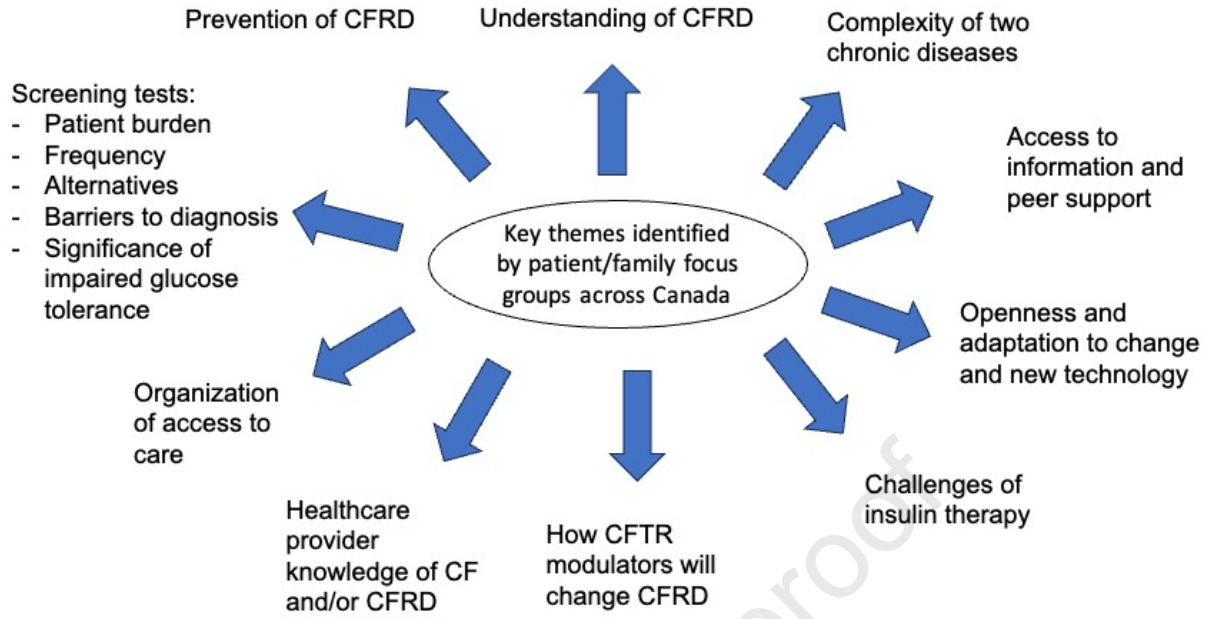 Prevention of CFRD
Understanding of CFRD
Complexity of two
chronic diseases
Screening tests:
- Patient burden
- Frequency
- Alternatives
- Barriers to diagnosis
- Significance of
impaired glucose
tolerance
Access to
information and
peer support
Key themes identified
by patient/family focus
groups across Canada
Openness and
adaptation to change
and new technology
Organization
of access to
care
Challenges of
insulin therapy
Healthcare
provider
knowledge of CF
and/or CFRD
How CFTR
modulators will
change CFRD
proof